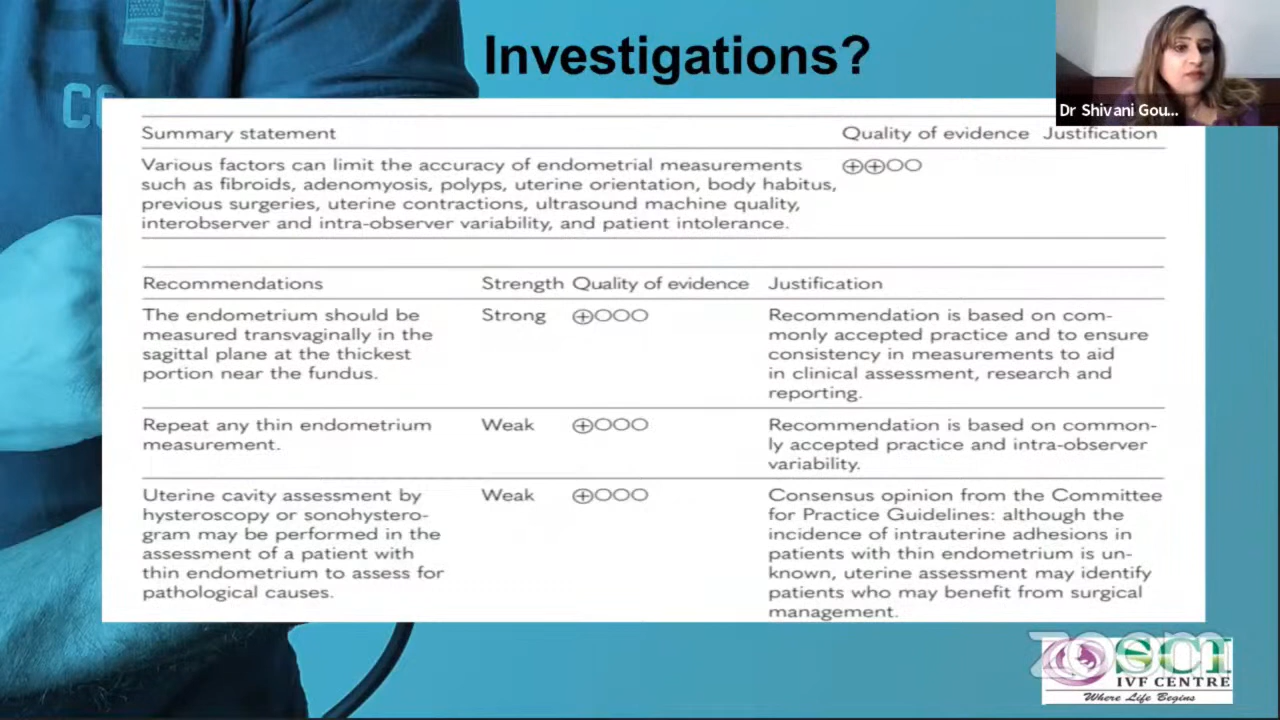 Investigations?
Dr Shivani Gou...
Summary statement Quality of evidence Justification
Various factors can limit the accuracy of endometrial measurements
such as fibroids, adenomyosis, polyps, uterine orientation, body habitus,
previous surgeries, uterine contractions, ultrasound machine quality,
interobserver and intra-observer variability, and patient intolerance.
Recommendations Strength Quality of evidence Justification
The endometrium should be
measured transvaginally in the
sagittal plane at the thickest
portion near the fundus.
Strong
Recommendation is based on com-
monly accepted practice and to ensure
consistency in measurements to aid
in clinical assessment, research and
reporting.
Repeat any thin endometrium
measurement.
Weak
Recommendation is based on common-
ly accepted practice and intra-observer
variability.
Uterine cavity assessment by
hysteroscopy or sonohystero-
gram may be performed in the
assessment of a patient with
thin endometrium to assess for
pathological causes.
Weak
Consensus opinion from the Committee
for Practice Guidelines: although the
incidence of intrauterine adhesions in
patients with thin endometrium is un-
known, uterine assessment may identify
patients who may benefit from surgical
management.
zoom
IVF CENTRE
Where Life Begins